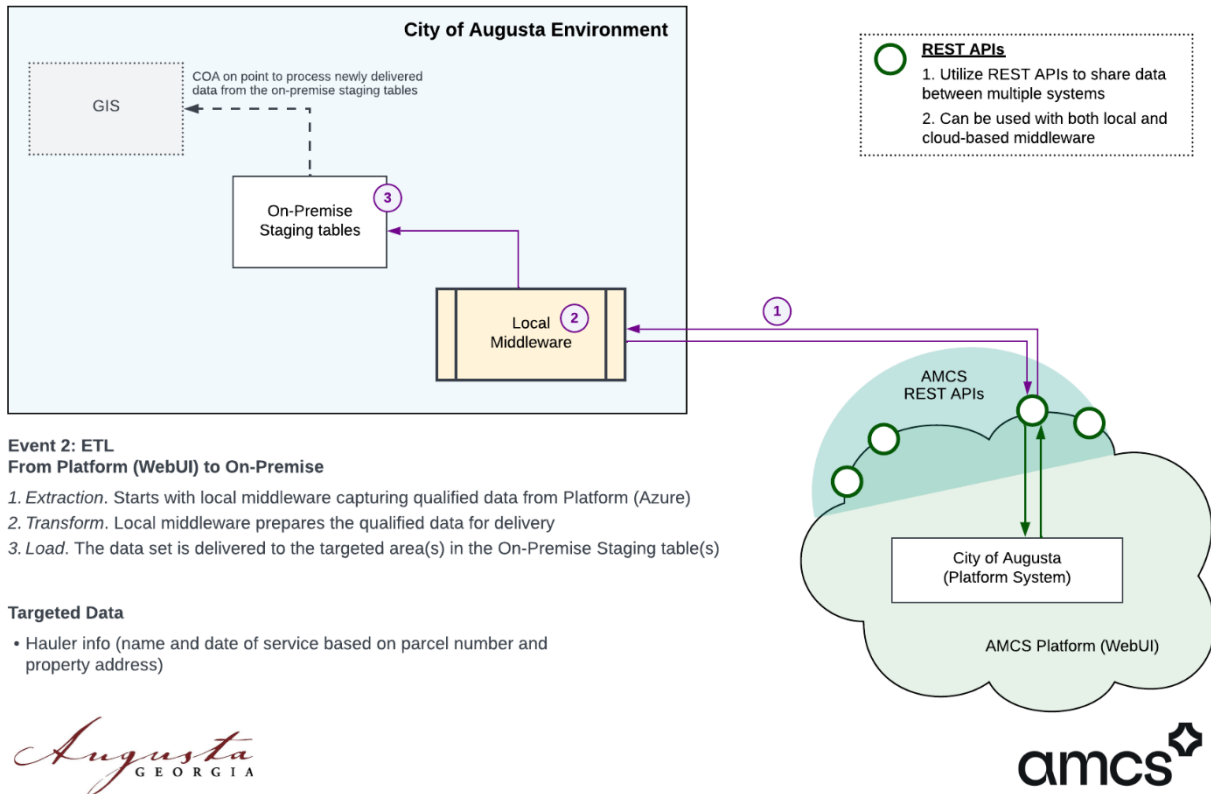 City of Augusta Environment
GIS
COA on point to process newly delivered
data from the on-premise staging tables
On-Premise
Staging tables
3
Local
Middleware
2
1
REST APIs
1. Utilize REST APIs to share data
between multiple systems
2. Can be used with both local and
cloud-based middleware
AMCS
REST APIs
City of Augusta
(Platform System)
AMCS Platform (WebUI)
Event 2: ETL
From Platform (WebUI) to On-Premise
1. Extraction. Starts with local middleware capturing qualified data from Platform (Azure)
2. Transform. Local middleware prepares the qualified data for delivery
3. Load. The data set is delivered to the targeted area(s) in the On-Premise Staging table(s)
Targeted Data
• Hauler info (name and date of service based on parcel number and
property address)
Augusta
GEORGIA
amcs